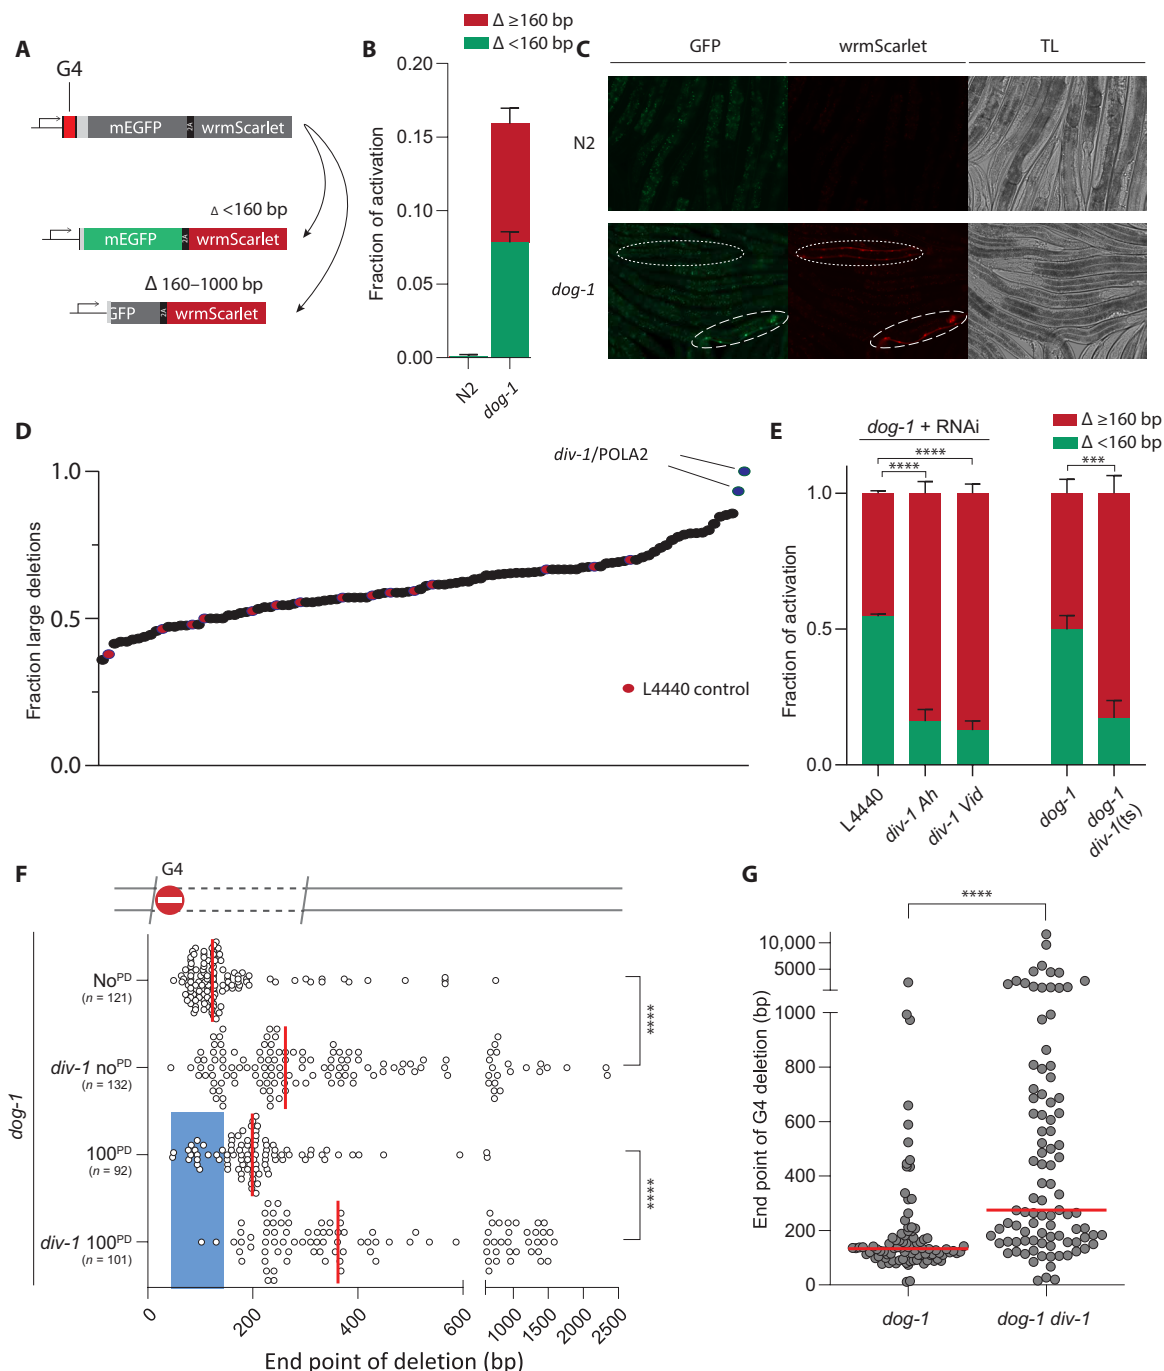 A
G4
mEGFP
2A
wrmScarlet
Δ <160 bp
mEGFP
2A
wrmScarlet
Δ 160–1000 bp
GFP
2A
wrmScarlet
B
Δ ≥160 bp
Δ <160 bp
Fraction of activation
0.20
0.15
0.10
0.05
0.00
N2
dog-1
C
GFP
wrmScarlet
TL
N2
dog-1
D
Fraction large deletions
1.0
0.5
0.0
div-1/POLA2
L4440 control
E
Δ ≥160 bp
Δ <160 bp
dog-1 + RNAi
****
****
***
Fraction of activation
1.0
0.5
0.0
L4440
div-1 Ah
div-1 Vid
dog-1
dog-1
div-1(ts)
F
G4
dog-1
No^PD
(n = 121)
div-1 no^PD
(n = 132)
100^PD
(n = 92)
div-1 100^PD
(n = 101)
****
****
0
200
400
600
1000
1500
2000
2500
End point of deletion (bp)
G
****
End point of G4 deletion (bp)
10,000
5000
1000
800
600
400
200
0
dog-1
dog-1 div-1